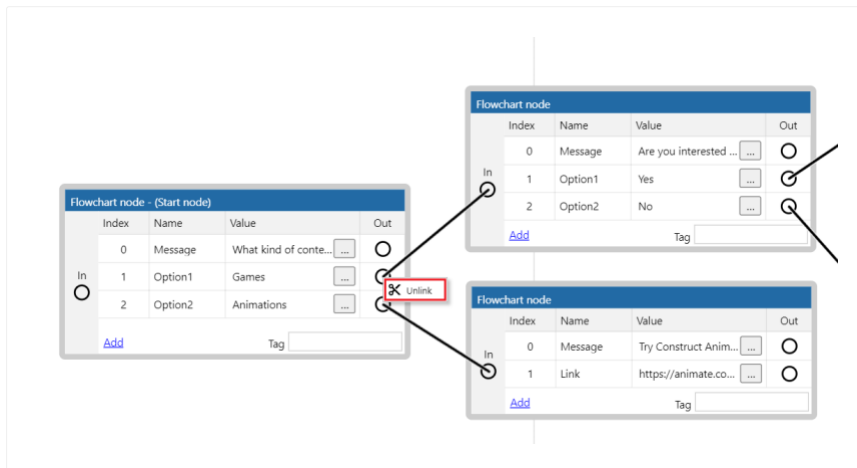 Flowchart node
Index Name Value Out
0 Message Are you interested ... ...
In
1 Option1 Yes ...
2 Option2 No ...
Add Tag
Flowchart node - (Start node)
Index Name Value Out
0 Message What kind of conte... ...
In
1 Option1 Games ...
Unlink
2 Option2 Animations ...
Add Tag
Flowchart node
Index Name Value Out
0 Message Try Construct Anim... ...
In
1 Link https://animate.co... ...
Add Tag